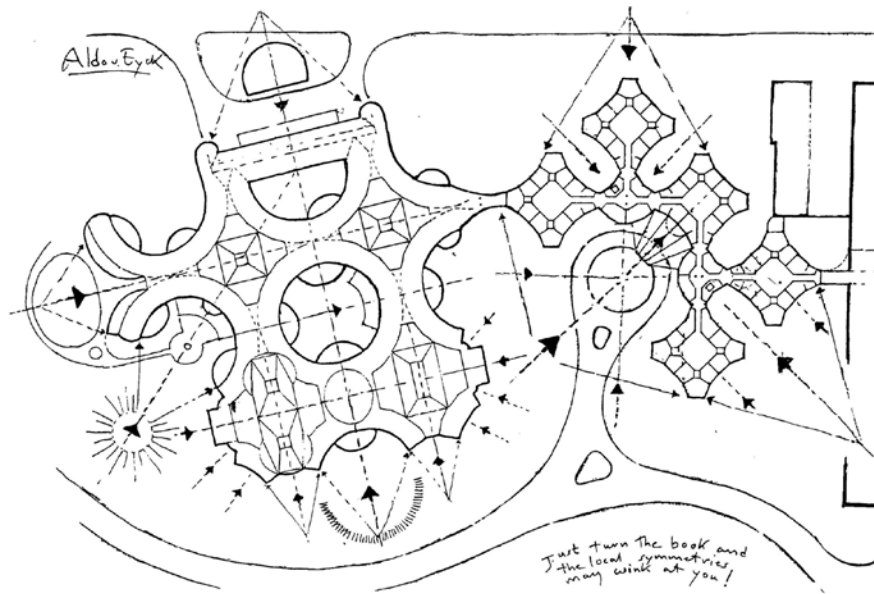 Aldo v. Eyck
Just turn the book and
the local symmetries
may wink at you!